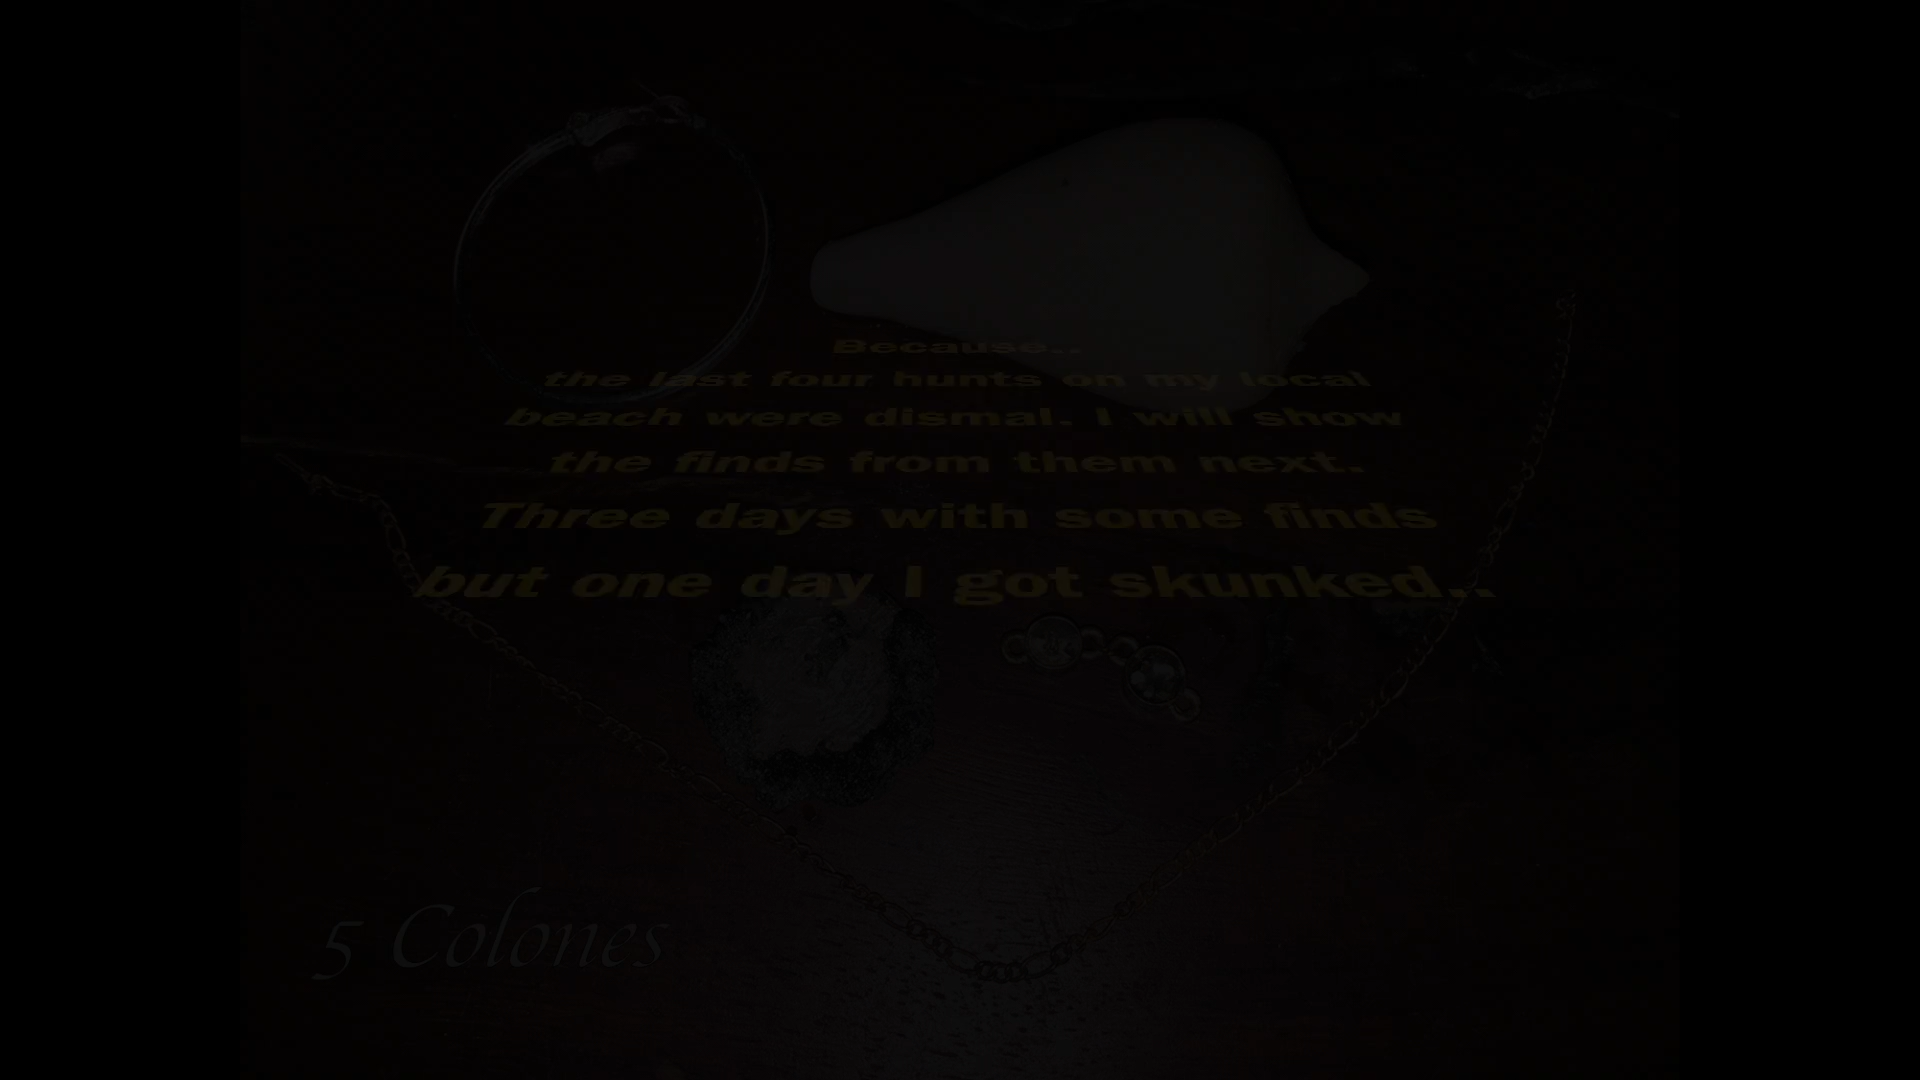 Because...
the last four hunts on my local
beach were dismal. I will show
the finds from them next.
Three days with some finds
but one day I got skunked..
5 Colones